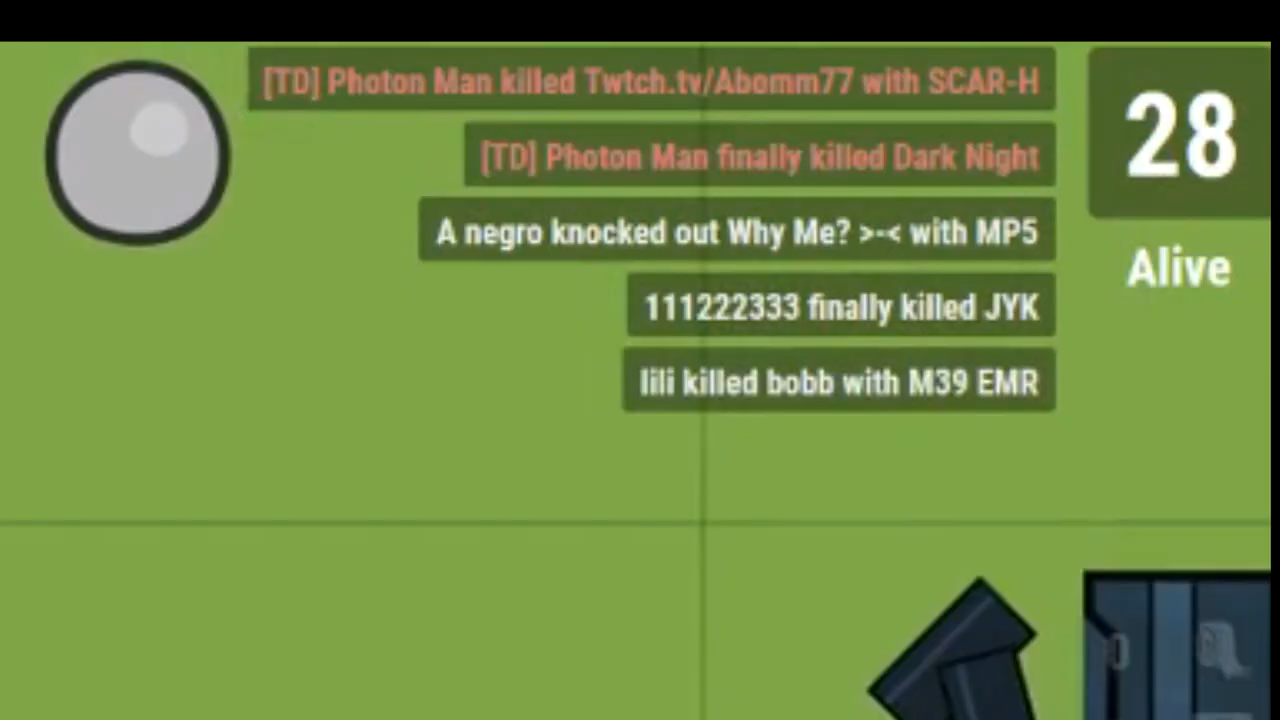 [TD] Photon Man killed Twtch.tv/Abomm77 with SCAR-H
[TD] Photon Man finally killed Dark Night
A negro knocked out Why Me? >-< with MP5
111222333 finally killed JYK
lili killed bobb with M39 EMR
28
Alive